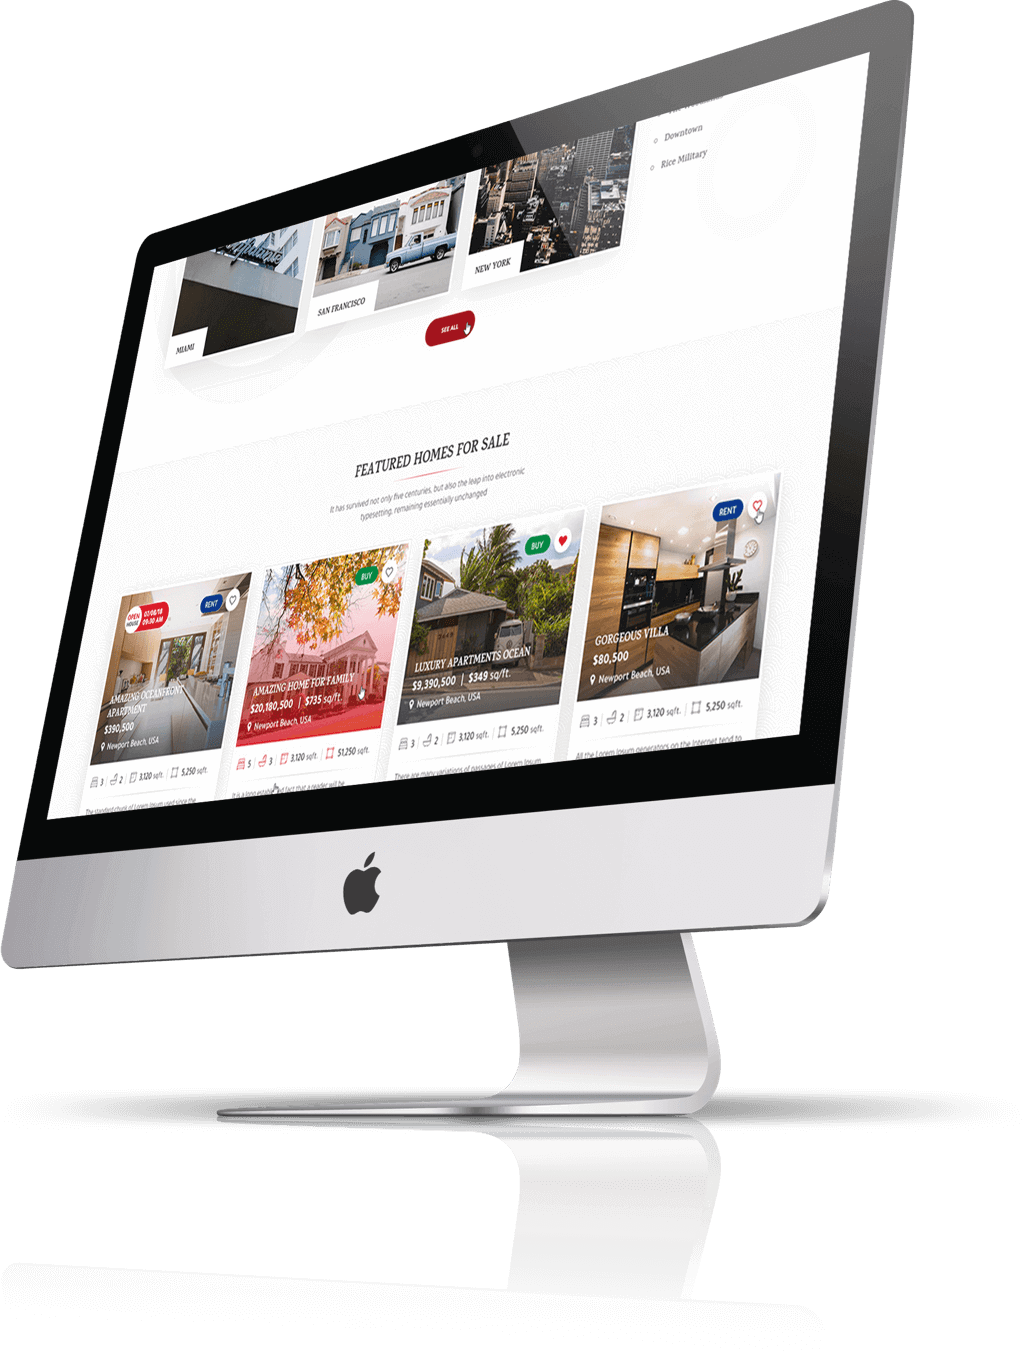 Downtown
Rice Military
MIAMI
SAN FRANCISCO
NEW YORK
SEE ALL
FEATURED HOMES FOR SALE
It has survived not only five centuries, but also the leap into electronic
typesetting, remaining essentially unchanged
OPEN
HOUSE
07/08/18
09:00 AM
RENT
AMAZING OCEANFRONT
APARTMENT
$390,500
Newport Beach, USA
3 2 3,120 sqft. 5,250 sqft.
The standard chunk of Lorem Ipsum used since the
BUY
AMAZING HOME FOR FAMILY
$20,180,500 | $735 sq/ft.
Newport Beach, USA
5 3 3,120 sqft. 51,250 sqft.
It is a long fact that a reader will be
BUY
LUXURY APARTMENTS OCEAN
$9,390,500 | $349 sq/ft.
Newport Beach, USA
3 2 3,120 sqft. 5,250 sqft.
There are many variations of passages of Lorem Ipsum
RENT
GORGEOUS VILLA
$80,500
Newport Beach, USA
3 2 3,120 sqft. 5,250 sqft.
All the Lorem Ipsum generators on the Internet tend to